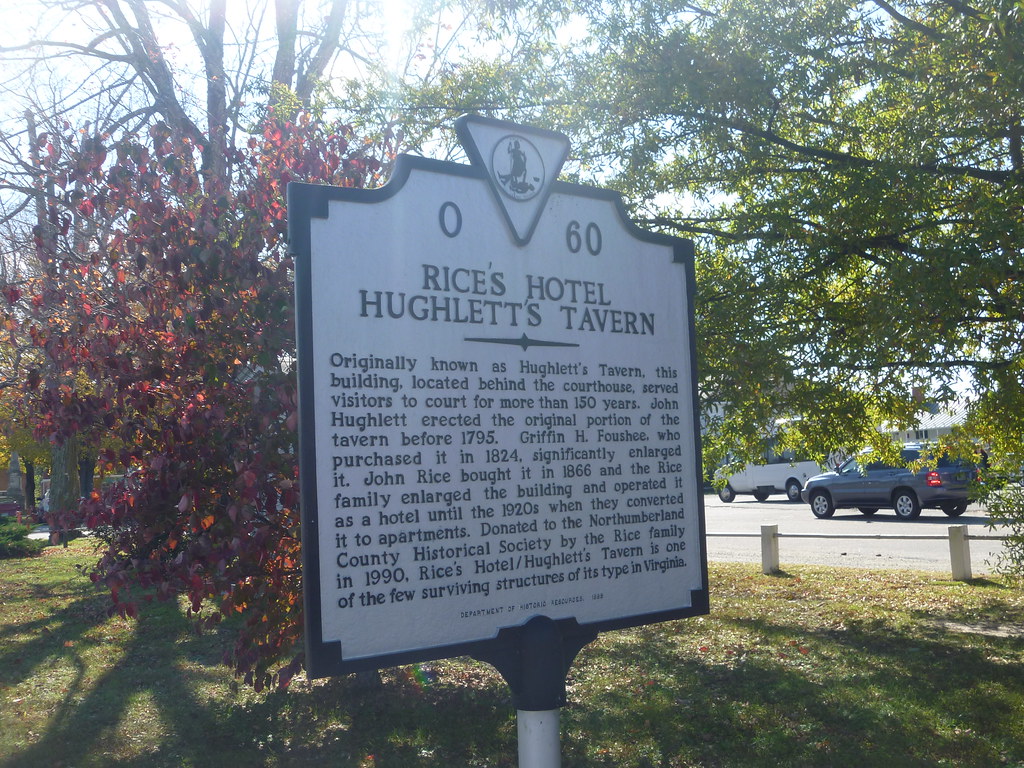 O 60
RICE'S HOTEL
HUGHLETT'S TAVERN
Originally known as Hughlett's Tavern, this
building, located behind the courthouse, served
visitors to court for more than 150 years. John
Hughlett erected the original portion of the
tavern before 1795. Griffin H. Foushee, who
purchased it in 1824, significantly enlarged
it. John Rice bought it in 1866 and the Rice
family enlarged the building and operated it
as a hotel until the 1920s when they converted
it to apartments. Donated to the Northumberland
County Historical Society by the Rice family
in 1990, Rice's Hotel/Hughlett's Tavern is one
of the few surviving structures of its type in Virginia.
DEPARTMENT OF HISTORIC RESOURCES,